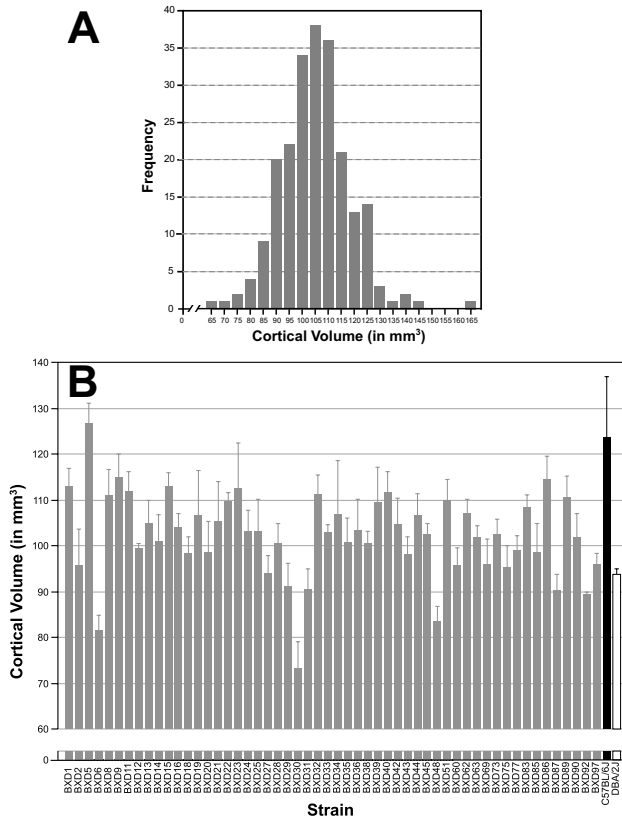 A
40
35
30
25
20
15
10
5
0
Frequency
0 65 70 75 80 85 90 95 100 105 110 115 120 125 130 135 140 145 150 155 160 165
Cortical Volume (in mm³)
B
140
130
120
110
100
90
80
70
60
0
Cortical Volume (in mm³)
BXD1
BXD2
BXD5
BXD6
BXD8
BXD9
BXD11
BXD12
BXD13
BXD14
BXD15
BXD16
BXD18
BXD19
BXD20
BXD21
BXD22
BXD23
BXD24
BXD25
BXD27
BXD28
BXD29
BXD30
BXD31
BXD32
BXD33
BXD34
BXD35
BXD36
BXD38
BXD39
BXD40
BXD42
BXD43
BXD44
BXD45
BXD48
BXD51
BXD60
BXD62
BXD63
BXD69
BXD73
BXD75
BXD77
BXD83
BXD85
BXD86
BXD87
BXD89
BXD90
BXD92
BXD97
C57BL/6J
DBA/2J
Strain